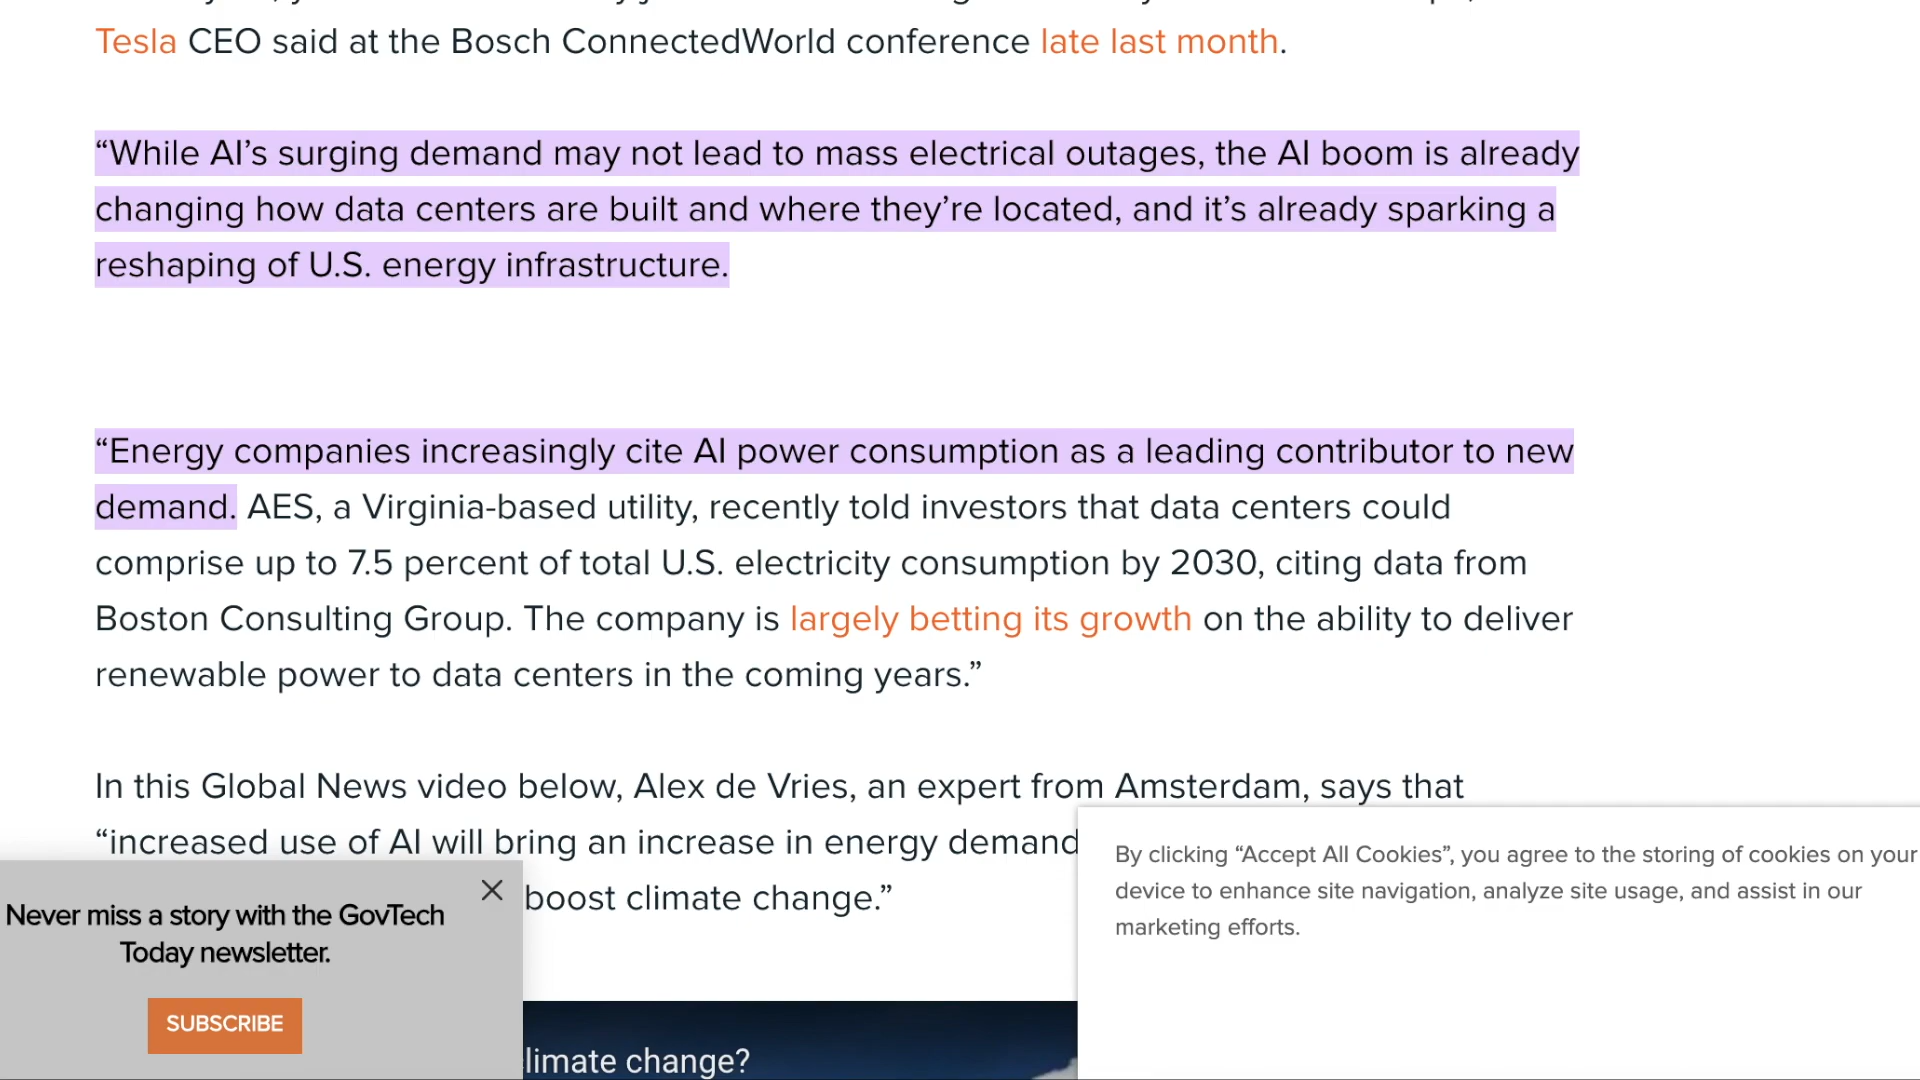 Tesla CEO said at the Bosch ConnectedWorld conference late last month.
“While AI’s surging demand may not lead to mass electrical outages, the AI boom is already
changing how data centers are built and where they’re located, and it’s already sparking a
reshaping of U.S. energy infrastructure.
“Energy companies increasingly cite AI power consumption as a leading contributor to new
demand. AES, a Virginia-based utility, recently told investors that data centers could
comprise up to 7.5 percent of total U.S. electricity consumption by 2030, citing data from
Boston Consulting Group. The company is largely betting its growth on the ability to deliver
renewable power to data centers in the coming years.”
In this Global News video below, Alex de Vries, an expert from Amsterdam, says that
“increased use of AI will bring an increase in energy demand
boost climate change.”
Never miss a story with the GovTech
Today newsletter.
SUBSCRIBE
By clicking “Accept All Cookies”, you agree to the storing of cookies on your
device to enhance site navigation, analyze site usage, and assist in our
marketing efforts.
limate change?